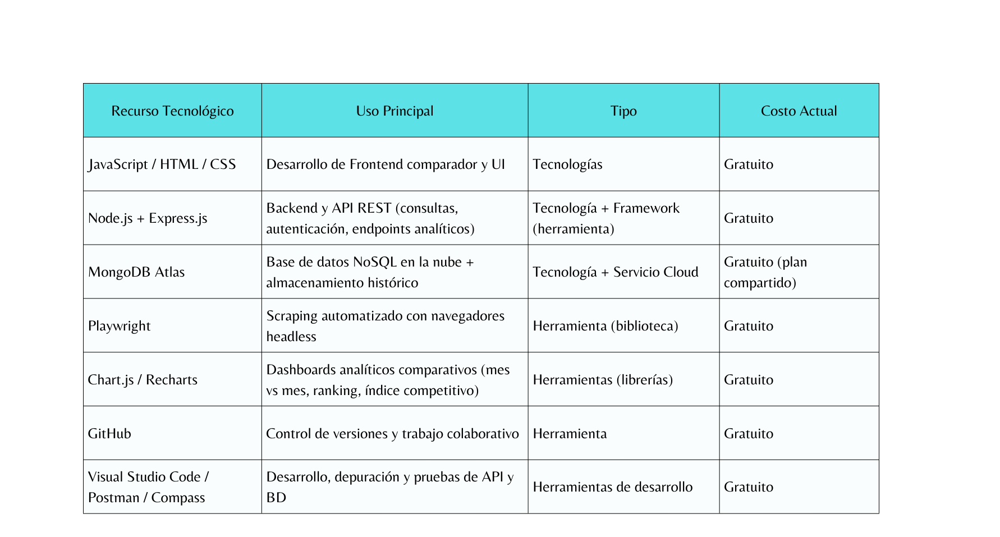 Recurso Tecnológico
Uso Principal
Tipo
Costo Actual
JavaScript / HTML / CSS
Desarrollo de Frontend comparador y UI
Tecnologías
Gratuito
Node.js + Express.js
Backend y API REST (consultas,
autenticación, endpoints analíticos)
Tecnología + Framework
(herramienta)
Gratuito
MongoDB Atlas
Base de datos NoSQL en la nube +
almacenamiento histórico
Tecnología + Servicio Cloud
Gratuito (plan
compartido)
Playwright
Scraping automatizado con navegadores
headless
Herramienta (biblioteca)
Gratuito
Chart.js / Recharts
Dashboards analíticos comparativos (mes
vs mes, ranking, índice competitivo)
Herramientas (librerías)
Gratuito
GitHub
Control de versiones y trabajo colaborativo
Herramienta
Gratuito
Visual Studio Code /
Postman / Compass
Desarrollo, depuración y pruebas de API y
BD
Herramientas de desarrollo
Gratuito